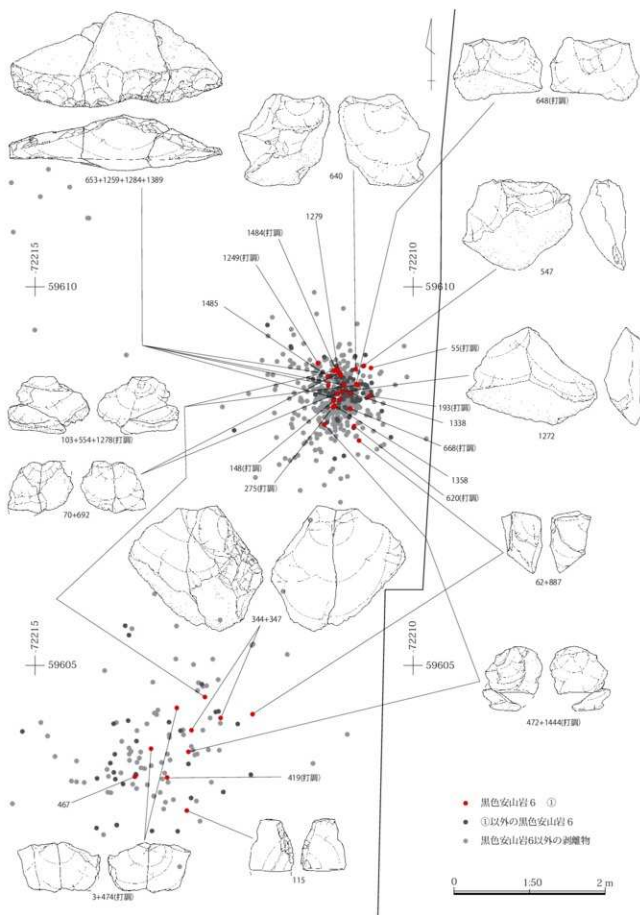 648(打調)
653+1259+1284+1389
640
1279
1484(打調)
1249(打調)
547
-72215
59610
-72210
59610
1485
55(打調)
193(打調)
1338
1272
103+554+1278(打調)
668(打調)
148(打調)
1358
275(打調)
620(打調)
70+692
62+887
344+347
-72215
59605
-72210
59605
472+1444(打調)
467
419(打調)
115
3+474(打調)
黒色安山岩6 ①
①以外の黒色安山岩6
黒色安山岩6以外の剥離物
0 1:50 2 m